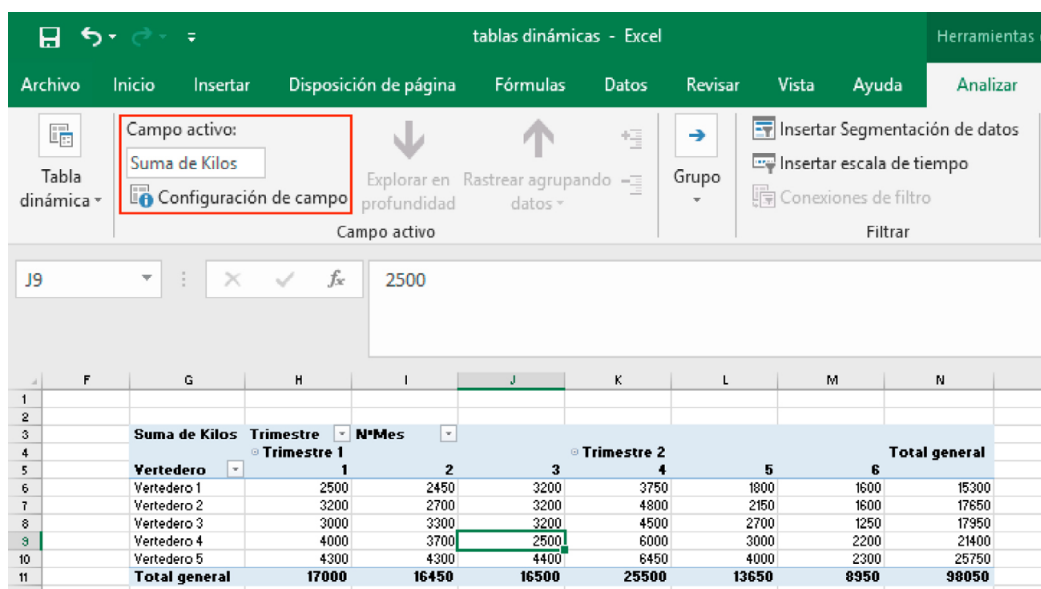 tablas dinámicas - Excel
Herramientas
Archivo Inicio Insertar Disposición de página Fórmulas Datos Revisar Vista Ayuda Analizar
Tabla dinámica
Campo activo:
Suma de Kilos
Configuración de campo
Explorar en profundidad
Rastrear agrupando datos
Campo activo
Grupo
Insertar Segmentación de datos
Insertar escala de tiempo
Conexiones de filtro
Filtrar
J9 fx 2500
F G H I J K L M N
1
2
3 Suma de Kilos Trimestre NºMes
4 Trimestre 1 Trimestre 2 Total general
5 Vertedero 1 2 3 4 5 6
6 Vertedero 1 2500 2450 3200 3750 1800 1600 15300
7 Vertedero 2 3200 2700 3200 4800 2150 1600 17650
8 Vertedero 3 3000 3300 3200 4500 2700 1250 17950
9 Vertedero 4 4000 3700 2500 6000 3000 2200 21400
10 Vertedero 5 4300 4300 4400 6450 4000 2300 25750
11 Total general 17000 16450 16500 25500 13650 8950 98050